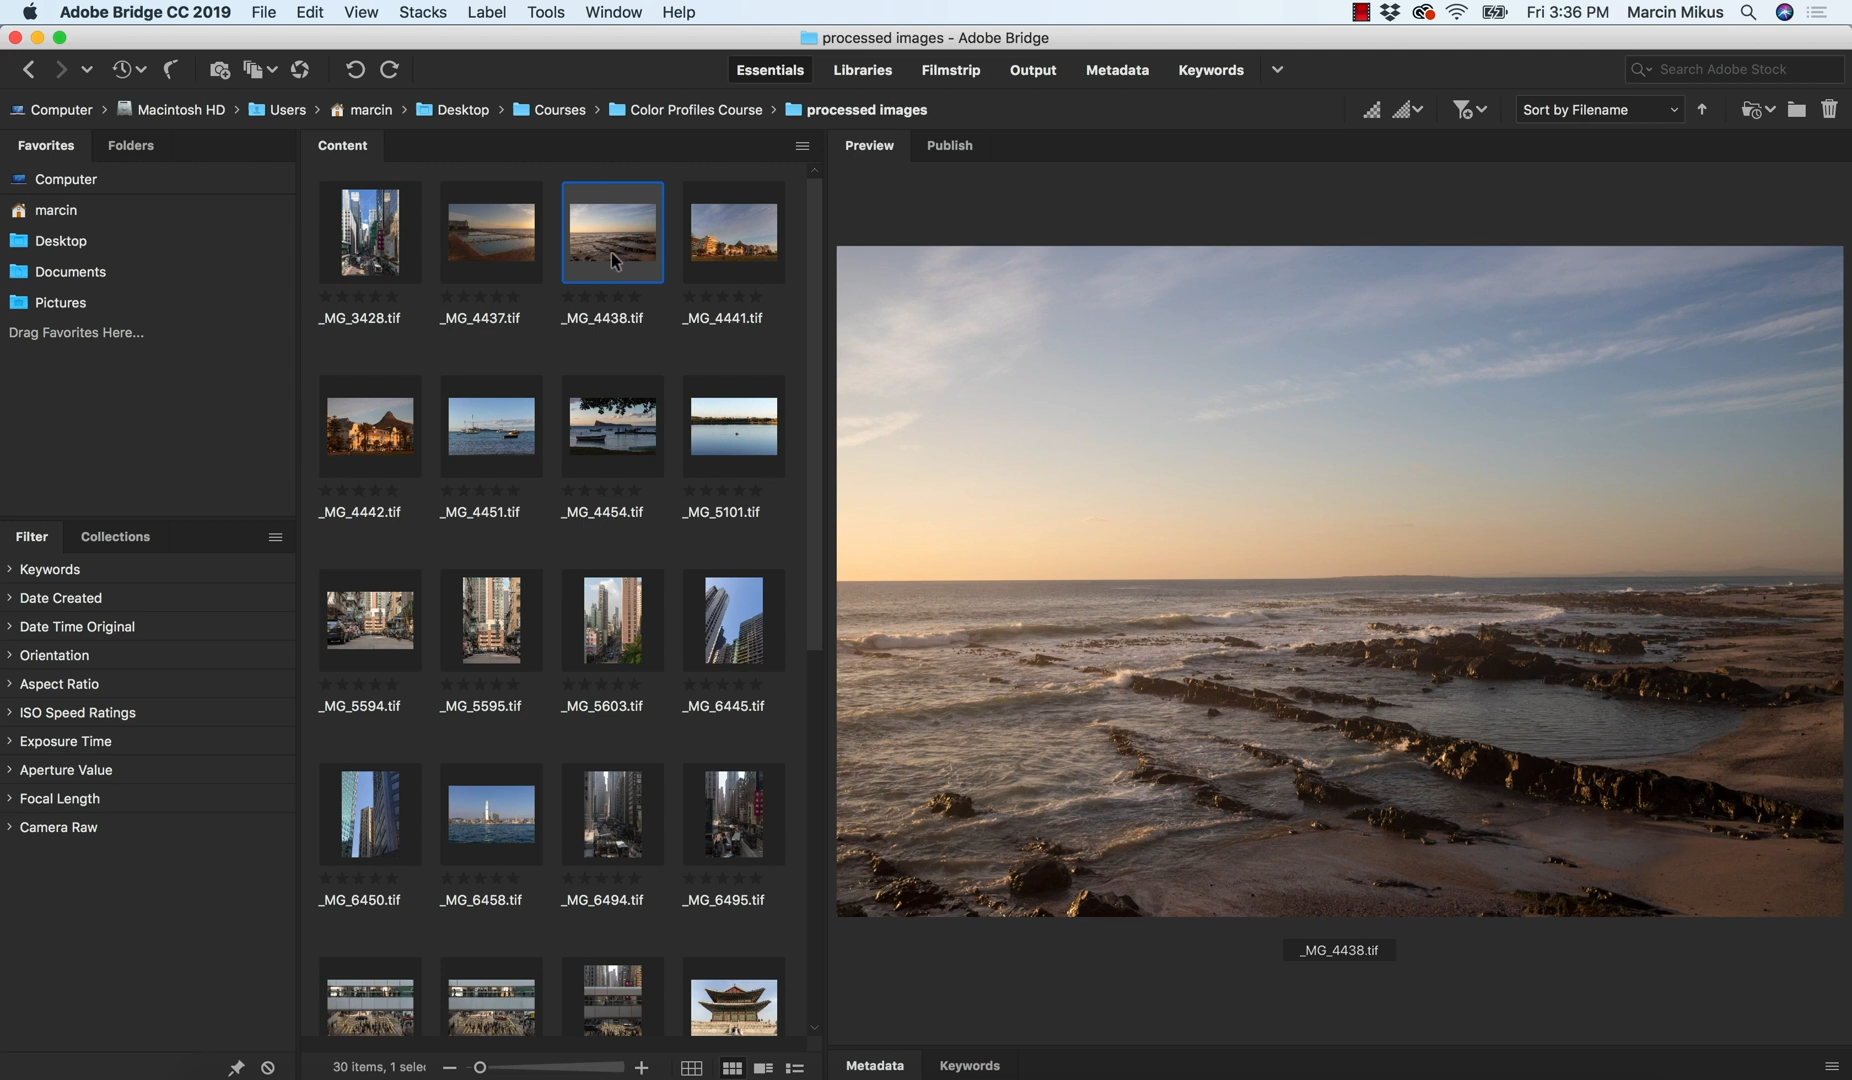 Adobe Bridge CC 2019 File Edit View Stacks Label Tools Window Help Fri 3:36 PM Marcin Mikus
processed images - Adobe Bridge
Essentials Libraries Filmstrip Output Metadata Keywords Search Adobe Stock
Computer Macintosh HD Users marcin Desktop Courses Color Profiles Course processed images Sort by Filename
Favorites Folders
Computer
marcin
Desktop
Documents
Pictures
Drag Favorites Here...
Filter Collections
Keywords
Date Created
Date Time Original
Orientation
Aspect Ratio
ISO Speed Ratings
Exposure Time
Aperture Value
Focal Length
Camera Raw
Content
_MG_3428.tif _MG_4437.tif _MG_4438.tif _MG_4441.tif
_MG_4442.tif _MG_4451.tif _MG_4454.tif _MG_5101.tif
_MG_5594.tif _MG_5595.tif _MG_5603.tif _MG_6445.tif
_MG_6450.tif _MG_6458.tif _MG_6494.tif _MG_6495.tif
30 items, 1 selec
Preview Publish
_MG_4438.tif
Metadata Keywords